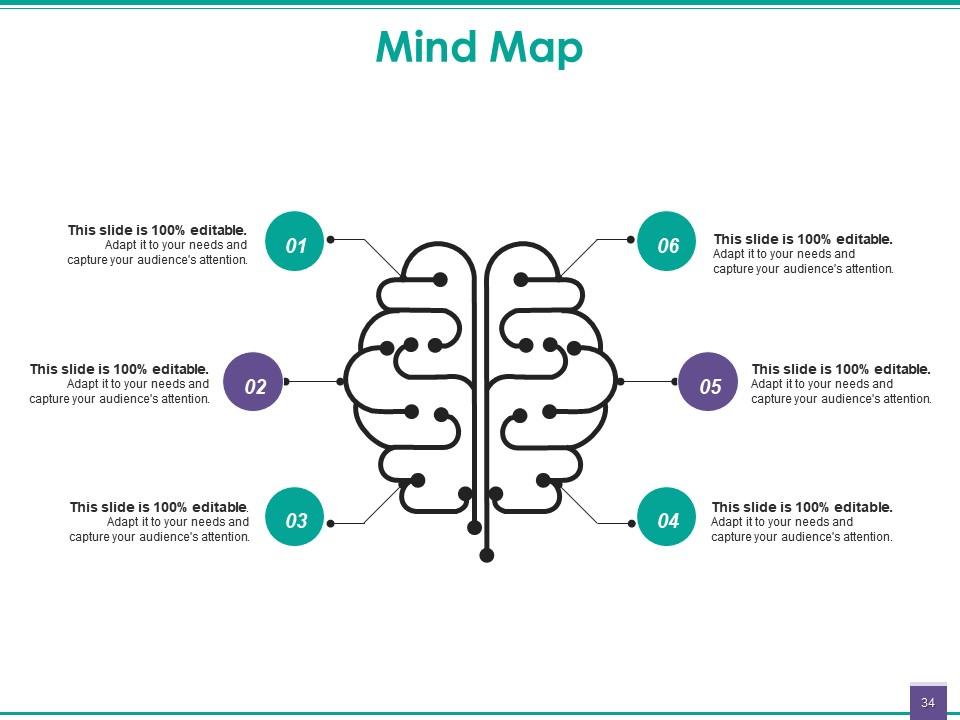 Mind Map
01
This slide is 100% editable.
Adapt it to your needs and
capture your audience's attention.
02
This slide is 100% editable.
Adapt it to your needs and
capture your audience's attention.
03
This slide is 100% editable.
Adapt it to your needs and
capture your audience's attention.
06
This slide is 100% editable.
Adapt it to your needs and
capture your audience's attention.
05
This slide is 100% editable.
Adapt it to your needs and
capture your audience's attention.
04
This slide is 100% editable.
Adapt it to your needs and
capture your audience's attention.
34